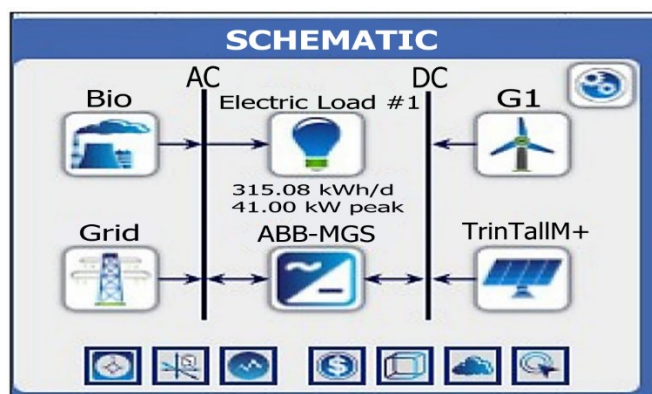 SCHEMATIC
AC
DC
Bio
Electric Load #1
G1
315.08 kWh/d
41.00 kW peak
Grid
ABB-MGS
TrinTallM+